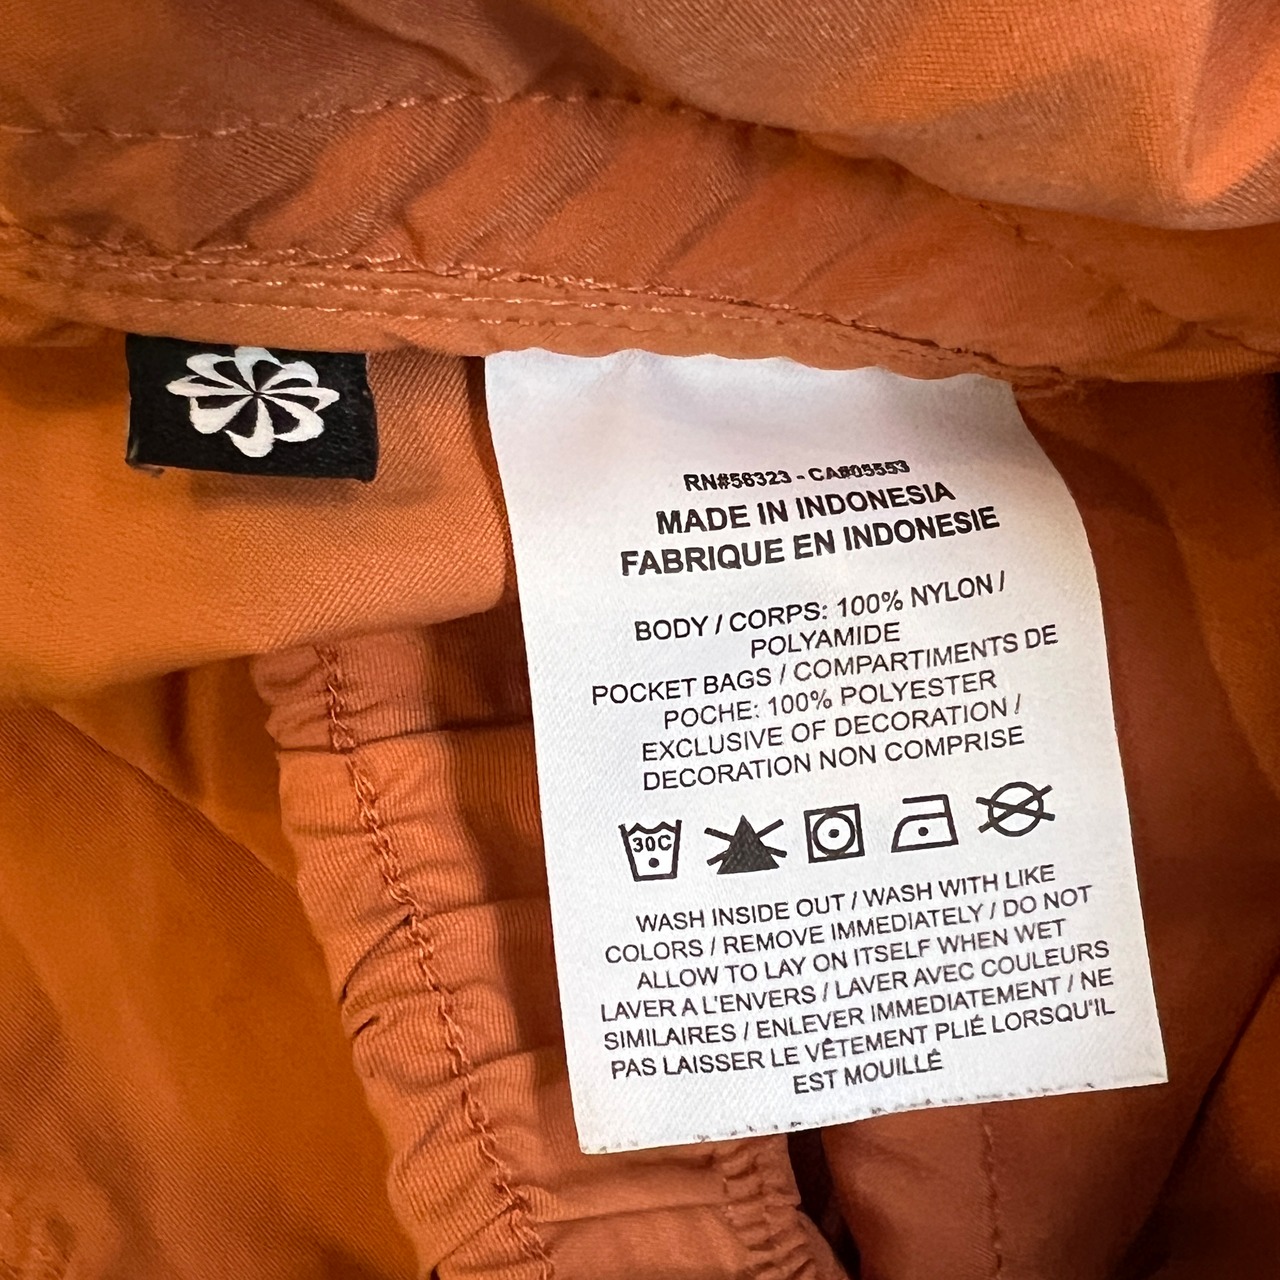 RN#56323 - CA#05553
MADE IN INDONESIA
FABRIQUE EN INDONESIE
BODY / CORPS: 100% NYLON /
POLYAMIDE
POCKET BAGS / COMPARTIMENTS DE
POCHE: 100% POLYESTER
EXCLUSIVE OF DECORATION /
DECORATION NON COMPRISE
30C
WASH INSIDE OUT / WASH WITH LIKE
COLORS / REMOVE IMMEDIATELY / DO NOT
ALLOW TO LAY ON ITSELF WHEN WET
LAVER A L'ENVERS / LAVER AVEC COULEURS
SIMILAIRES / ENLEVER IMMEDIATEMENT / NE
PAS LAISSER LE VÊTEMENT PLIÉ LORSQU'IL
EST MOUILLÉ